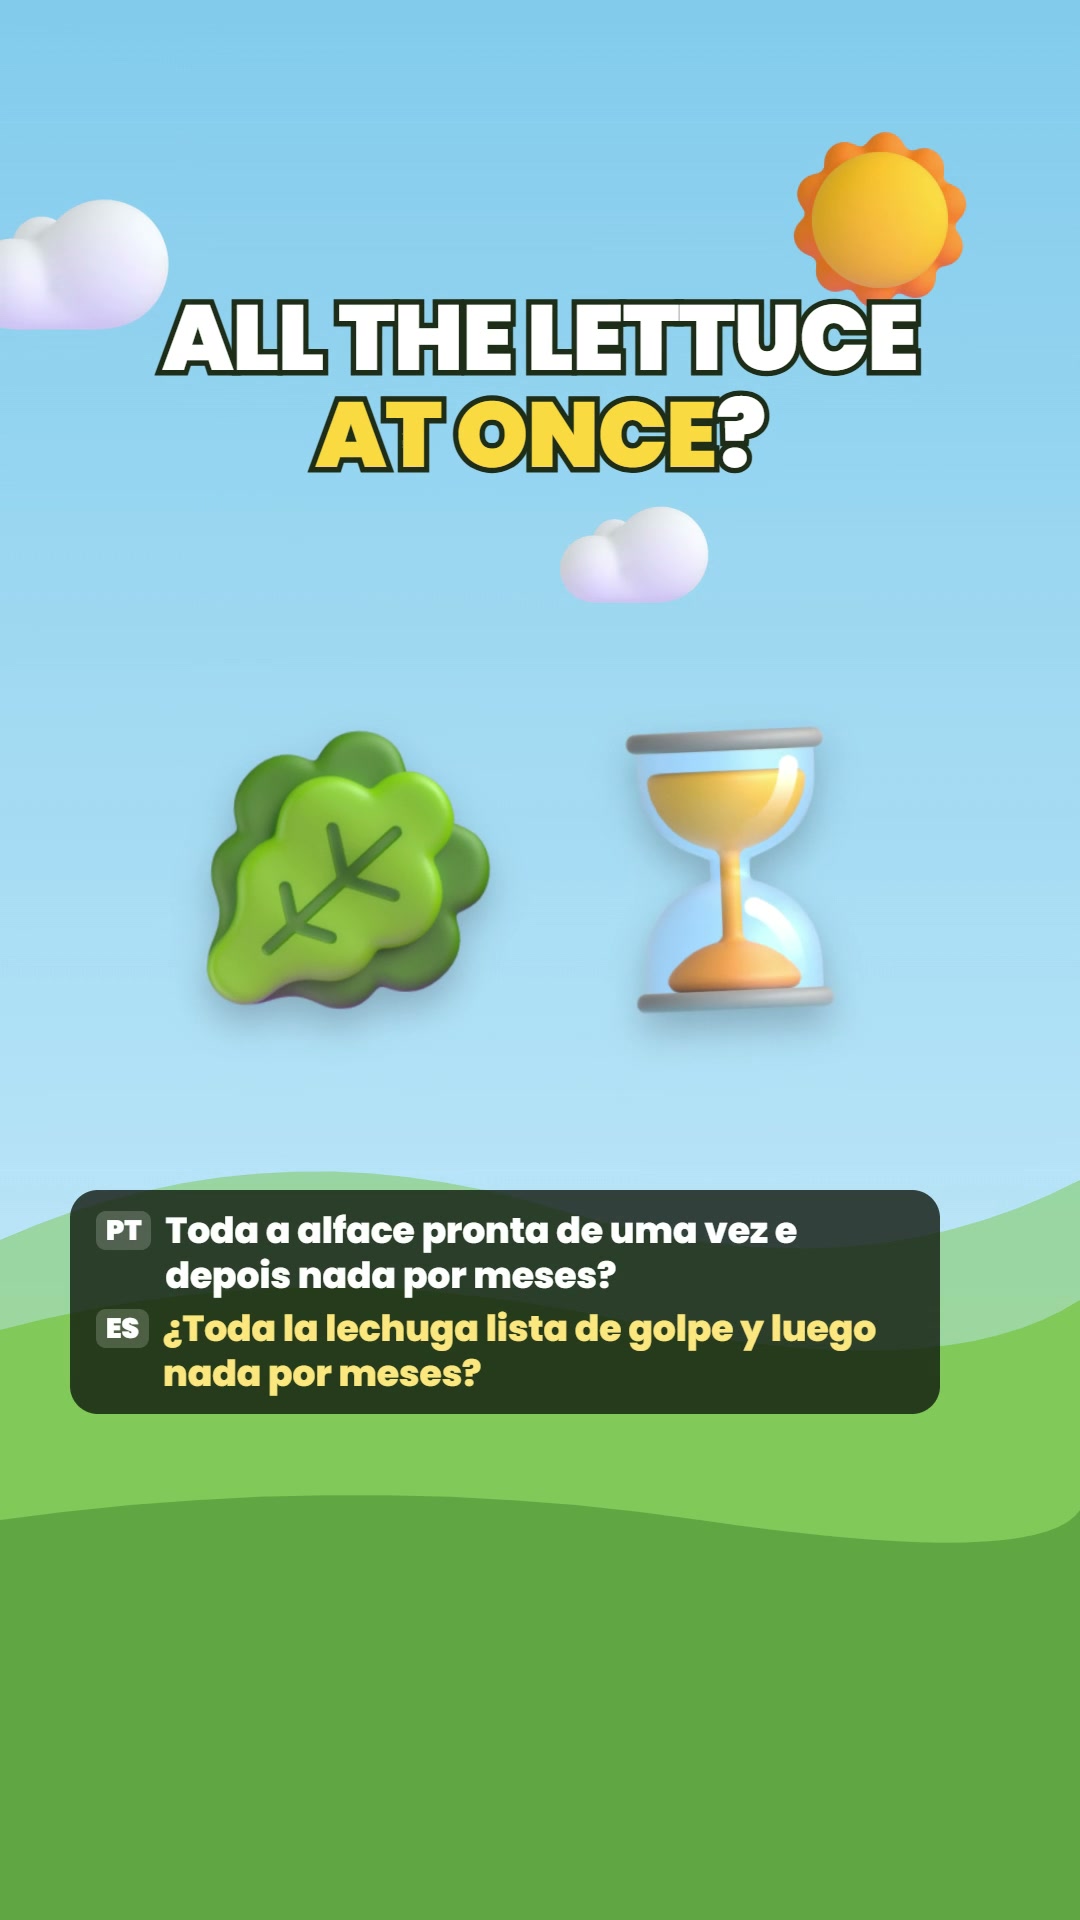 ALL THE LETTUCE
AT ONCE?
PT Toda a alface pronta de uma vez e
depois nada por meses?
ES ¿Toda la lechuga lista de golpe y luego
nada por meses?